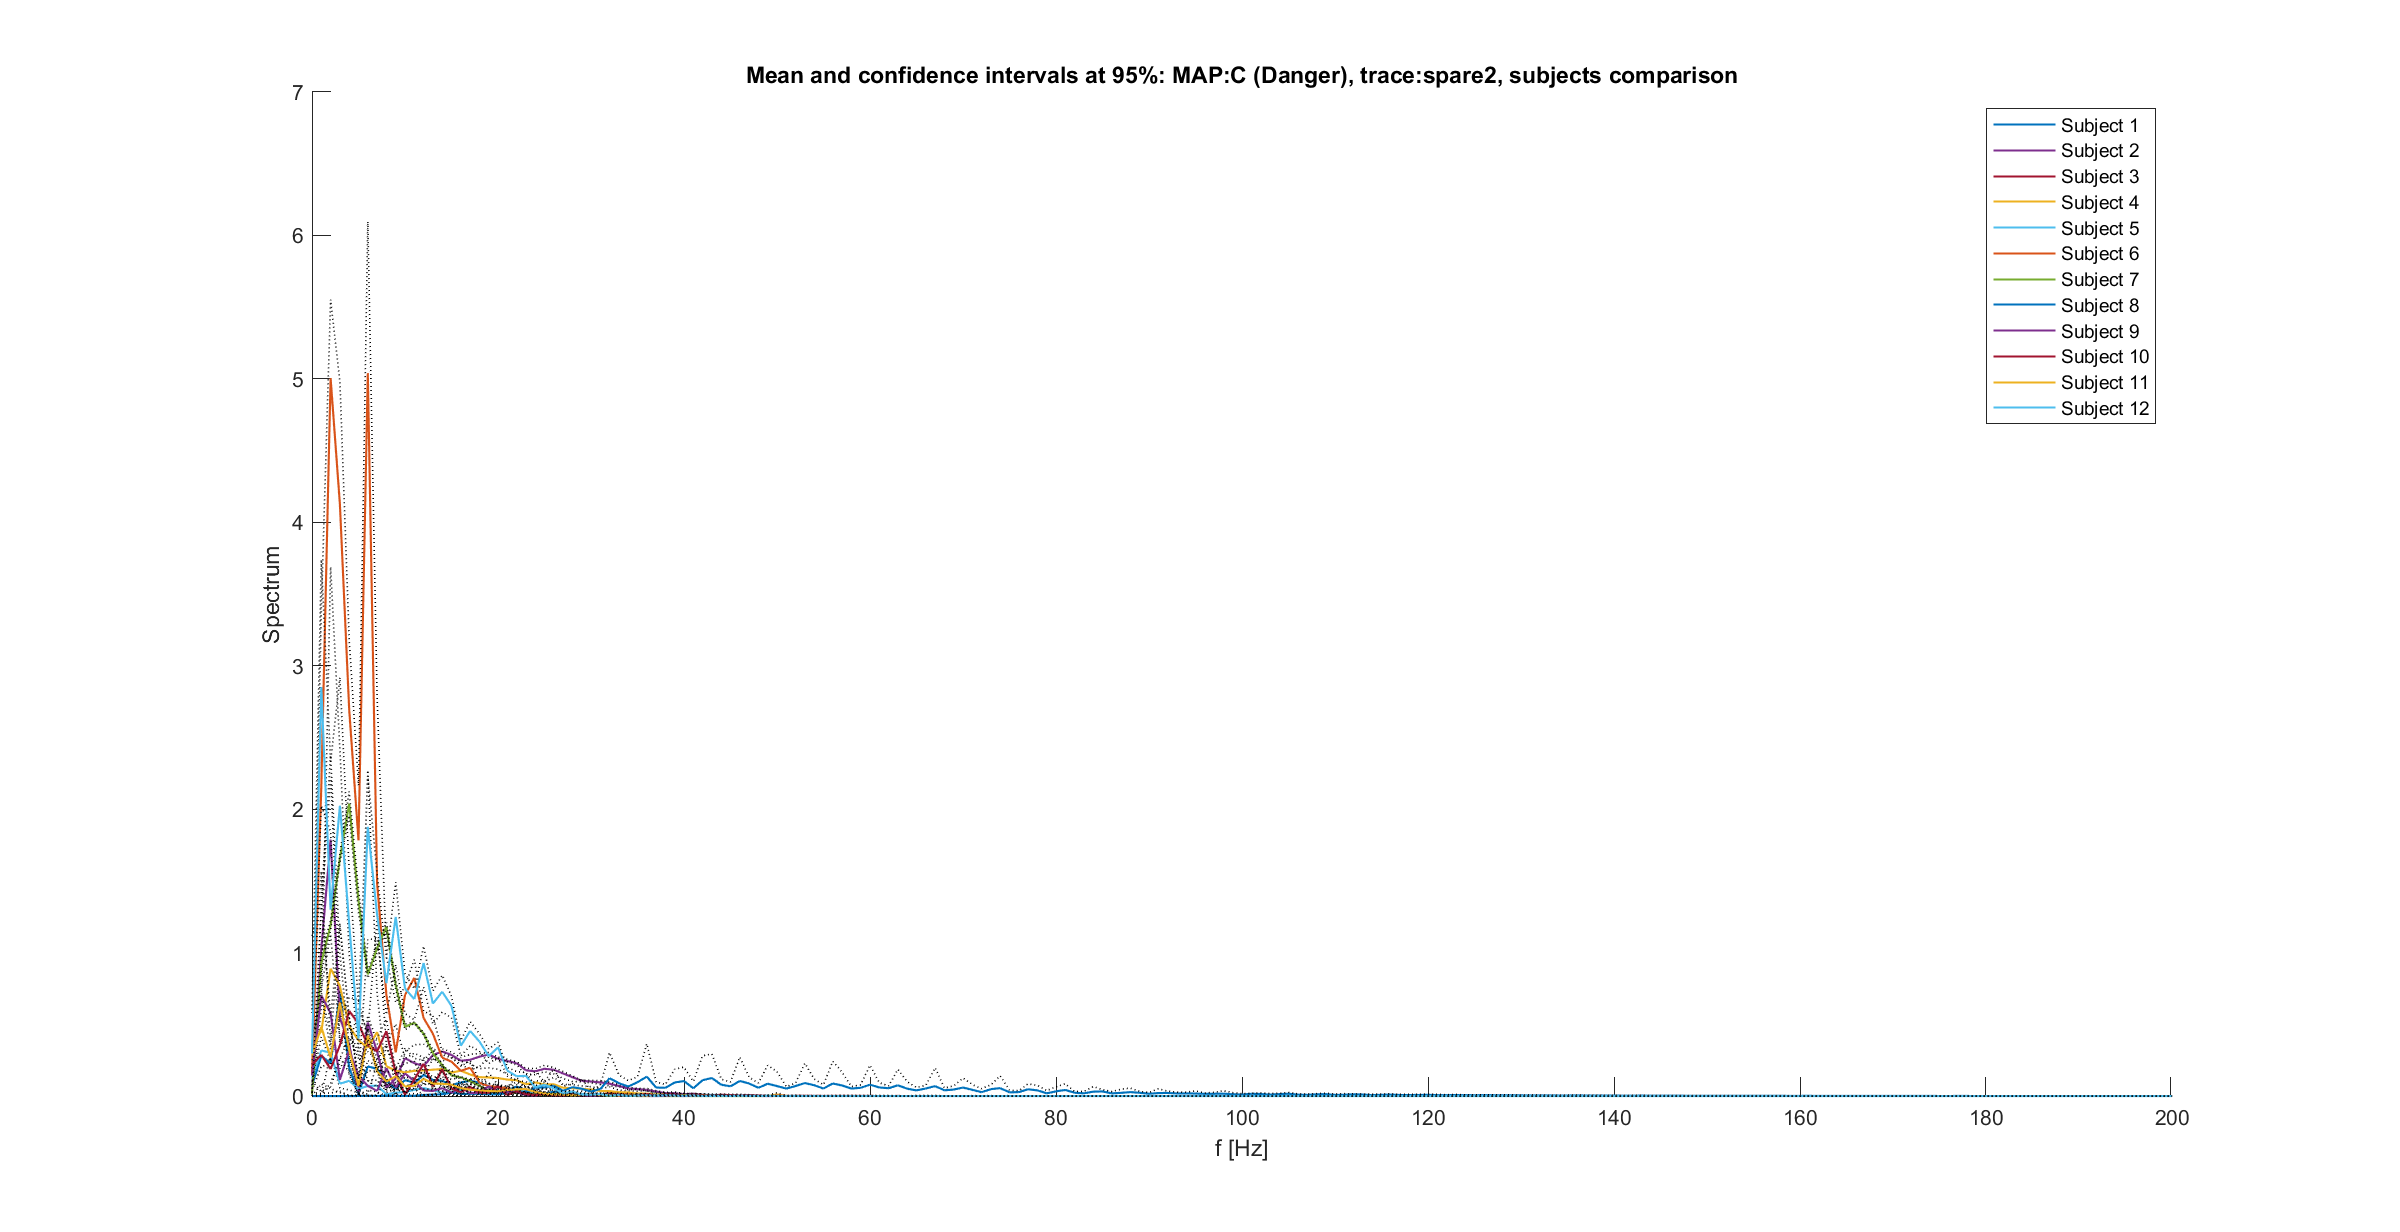 Mean and confidence intervals at 95%: MAP:C (Danger), trace:spare2, subjects comparison
7
6
5
4
3
2
1
0
Spectrum
Subject 1
Subject 2
Subject 3
Subject 4
Subject 5
Subject 6
Subject 7
Subject 8
Subject 9
Subject 10
Subject 11
Subject 12
0 20 40 60 80 100 120 140 160 180 200
f [Hz]